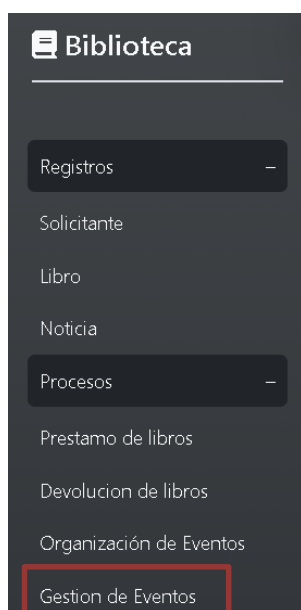 Biblioteca
Registros –
Solicitante
Libro
Noticia
Procesos –
Prestamo de libros
Devolucion de libros
Organización de Eventos
Gestion de Eventos